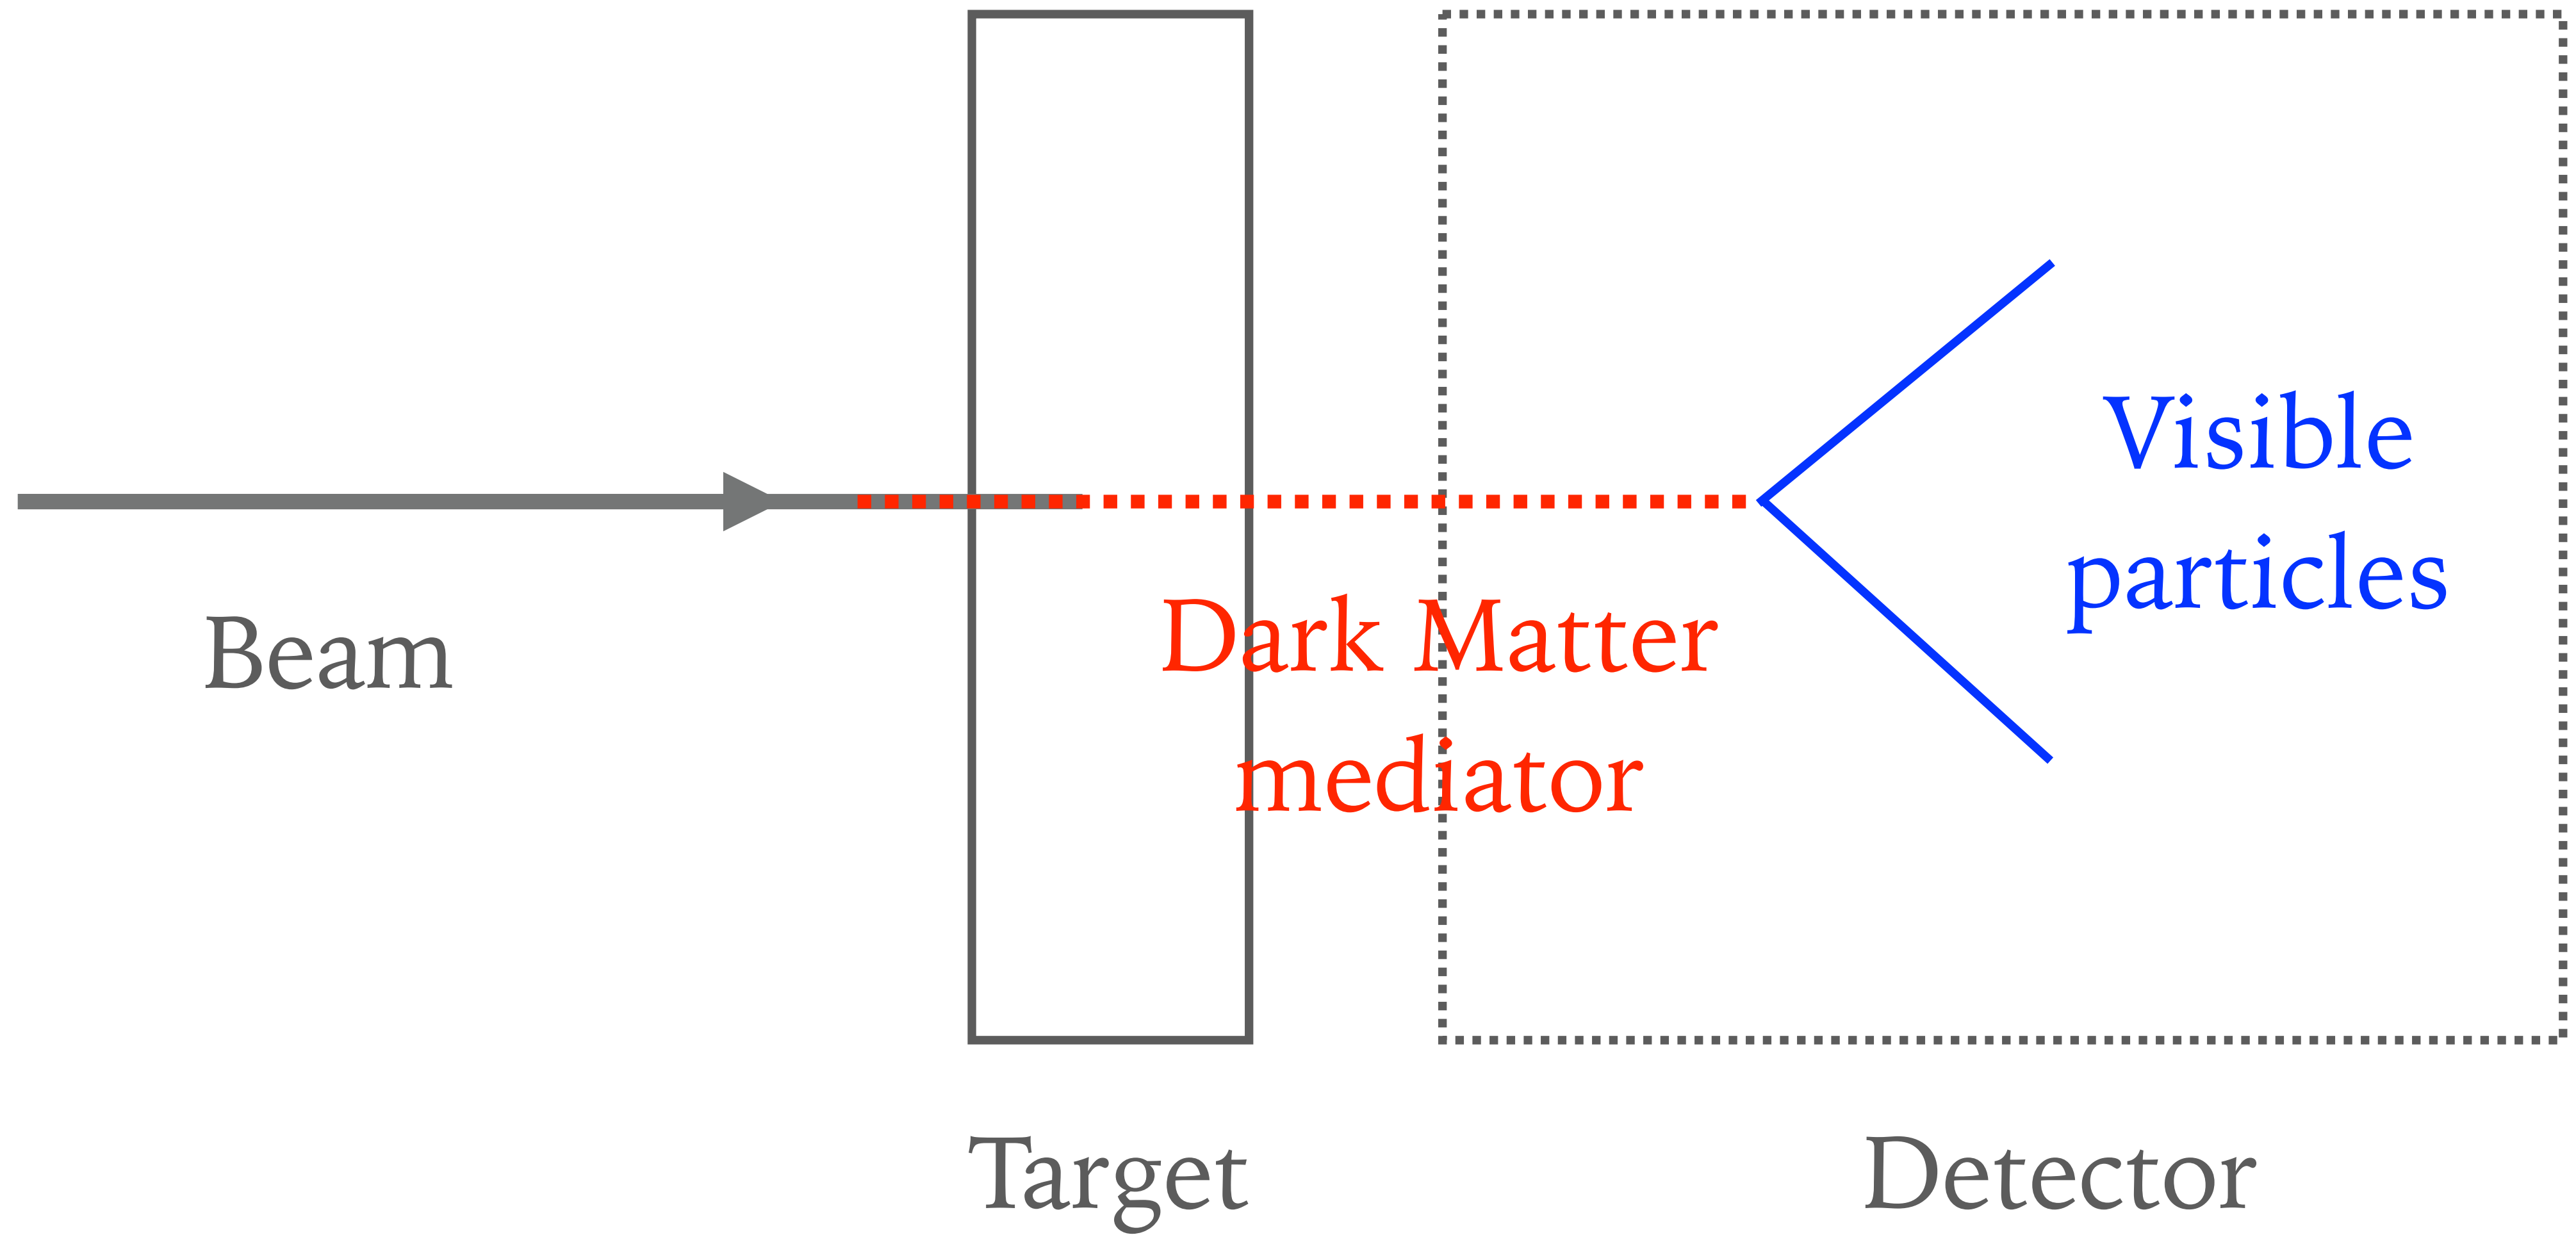 Visible
particles
Beam
Dark Matter
mediator
Target
Detector